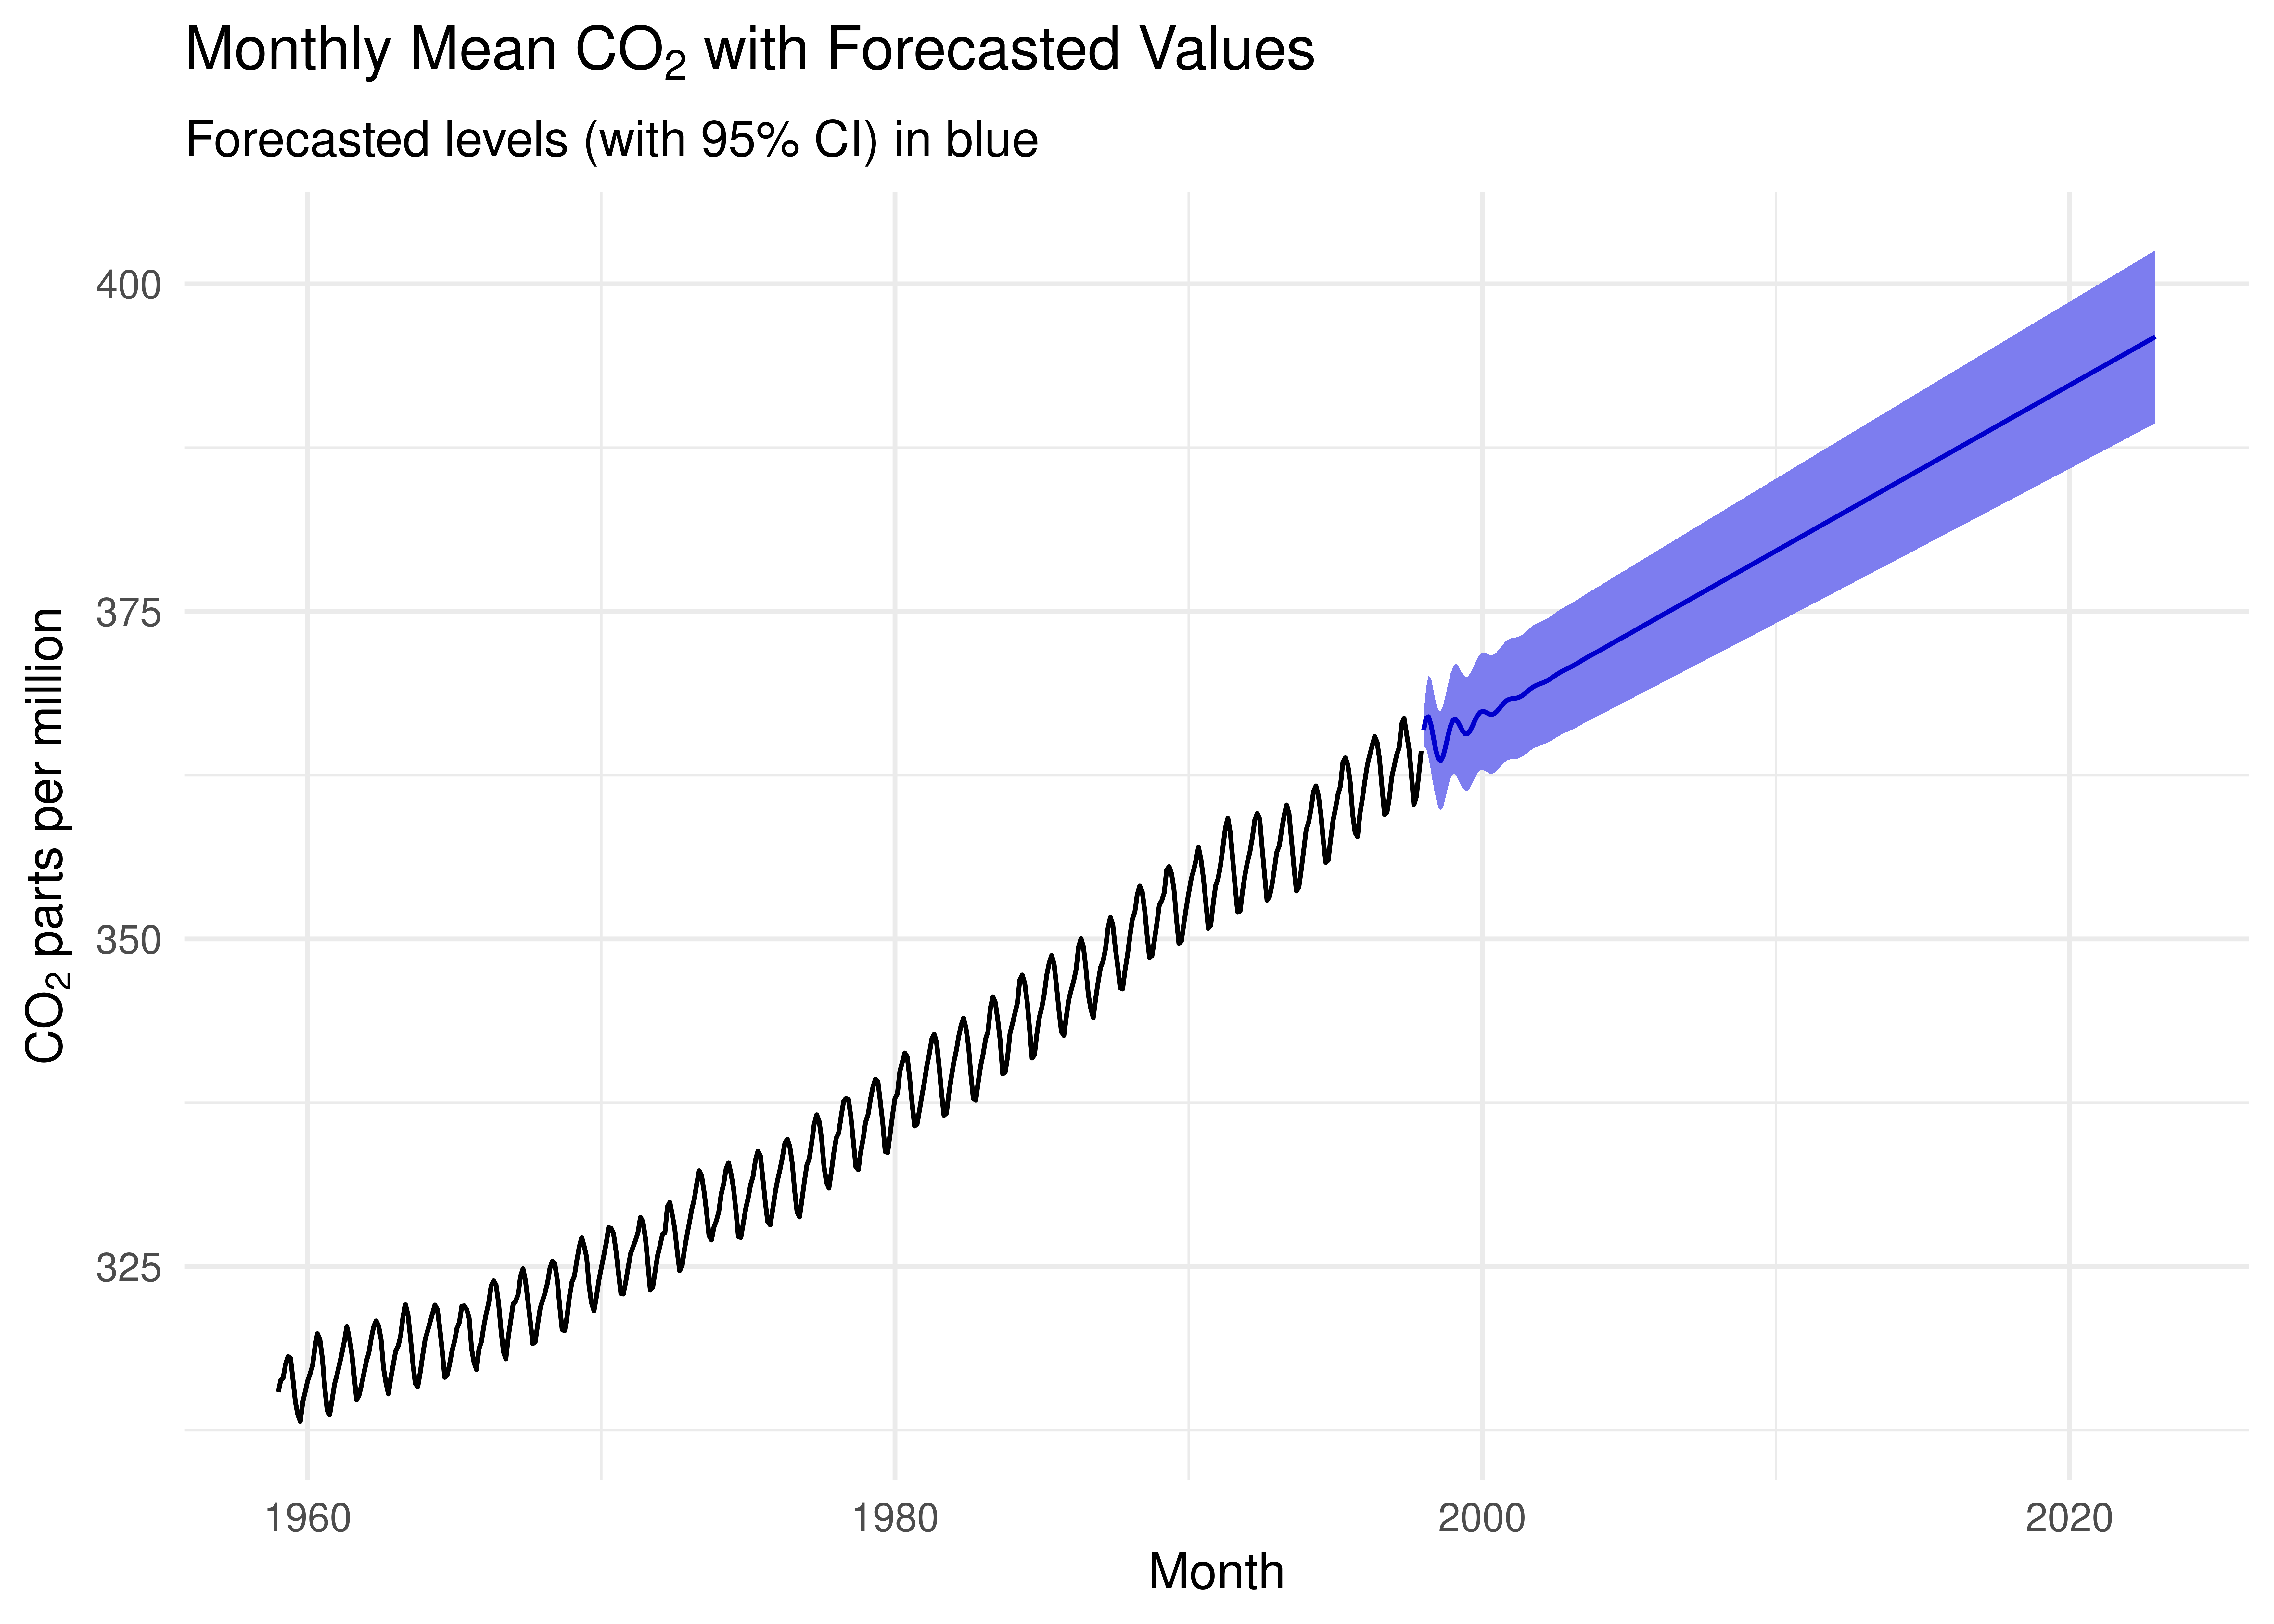 Monthly Mean CO₂ with Forecasted Values
Forecasted levels (with 95% CI) in blue
CO₂ parts per million
400
375
350
325
1960 1980 2000 2020
Month